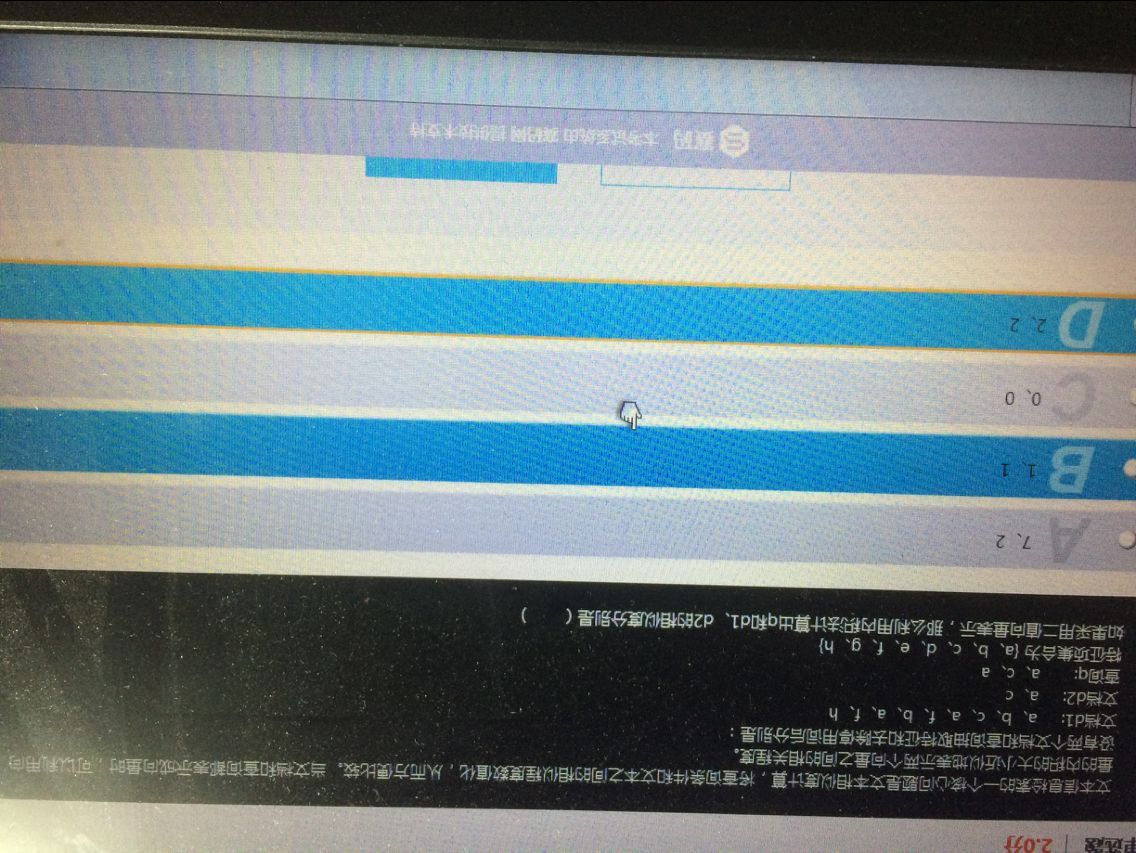 单选题 | 2.0分
文本信息检索的一个核心问题是文本相似度计算，将查询条件和文本之间的相似程度数值化，从而方便比较。当文档和查询都表示成向量时，可以利用向
量的内积的大小近似地表示两个向量之间的相关程度。
设有两个文档和查询抽取特征和去除停用词后分别是：
文档d1: a、b、c、a、f、b、a、f、h
文档d2: a、c
查询q: a、c、a
特征项集合为 {a、b、c、d、e、f、g、h}
如果采用二值向量表示，那么利用内积法计算出q和d1、d2的相似度分别是（ ）
A 7、2
B 1、1
C 0、0
D 2、2
赛码 本考试系统由 赛码网 提供技术支持